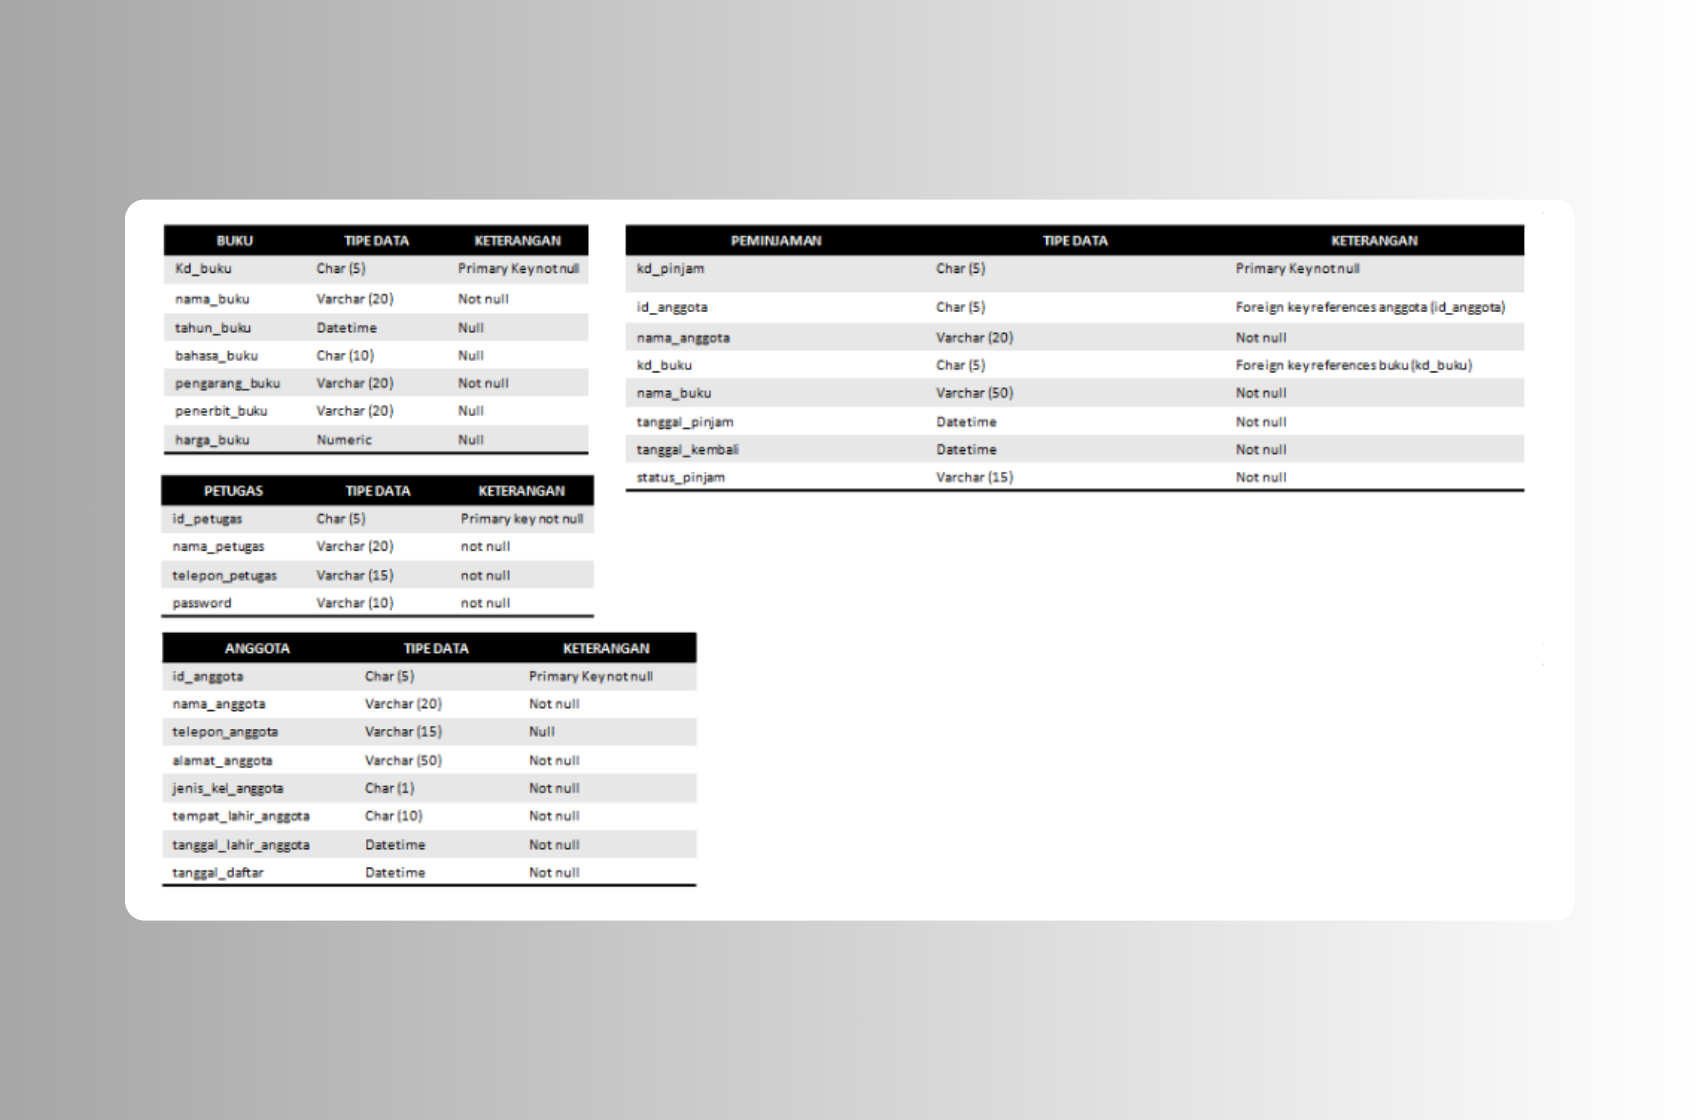 BUKU TIPE DATA KETERANGAN
Kd_buku Char (5) Primary Key not null
nama_buku Varchar (20) Not null
tahun_buku Datetime Null
bahasa_buku Char (10) Null
pengarang_buku Varchar (20) Not null
penerbit_buku Varchar (20) Null
harga_buku Numeric Null
PETUGAS TIPE DATA KETERANGAN
id_petugas Char (5) Primary key not null
nama_petugas Varchar (20) not null
telepon_petugas Varchar (15) not null
password Varchar (10) not null
ANGGOTA TIPE DATA KETERANGAN
id_anggota Char (5) Primary Key not null
nama_anggota Varchar (20) Not null
telepon_anggota Varchar (15) Null
alamat_anggota Varchar (50) Not null
jenis_kel_anggota Char (1) Not null
tempat_lahir_anggota Char (10) Not null
tanggal_lahir_anggota Datetime Not null
tanggal_daftar Datetime Not null
PEMINJAMAN TIPE DATA KETERANGAN
kd_pinjam Char (5) Primary Key not null
id_anggota Char (5) Foreign key references anggota (id_anggota)
nama_anggota Varchar (20) Not null
kd_buku Char (5) Foreign key references buku (kd_buku)
nama_buku Varchar (50) Not null
tanggal_pinjam Datetime Not null
tanggal_kembali Datetime Not null
status_pinjam Varchar (15) Not null